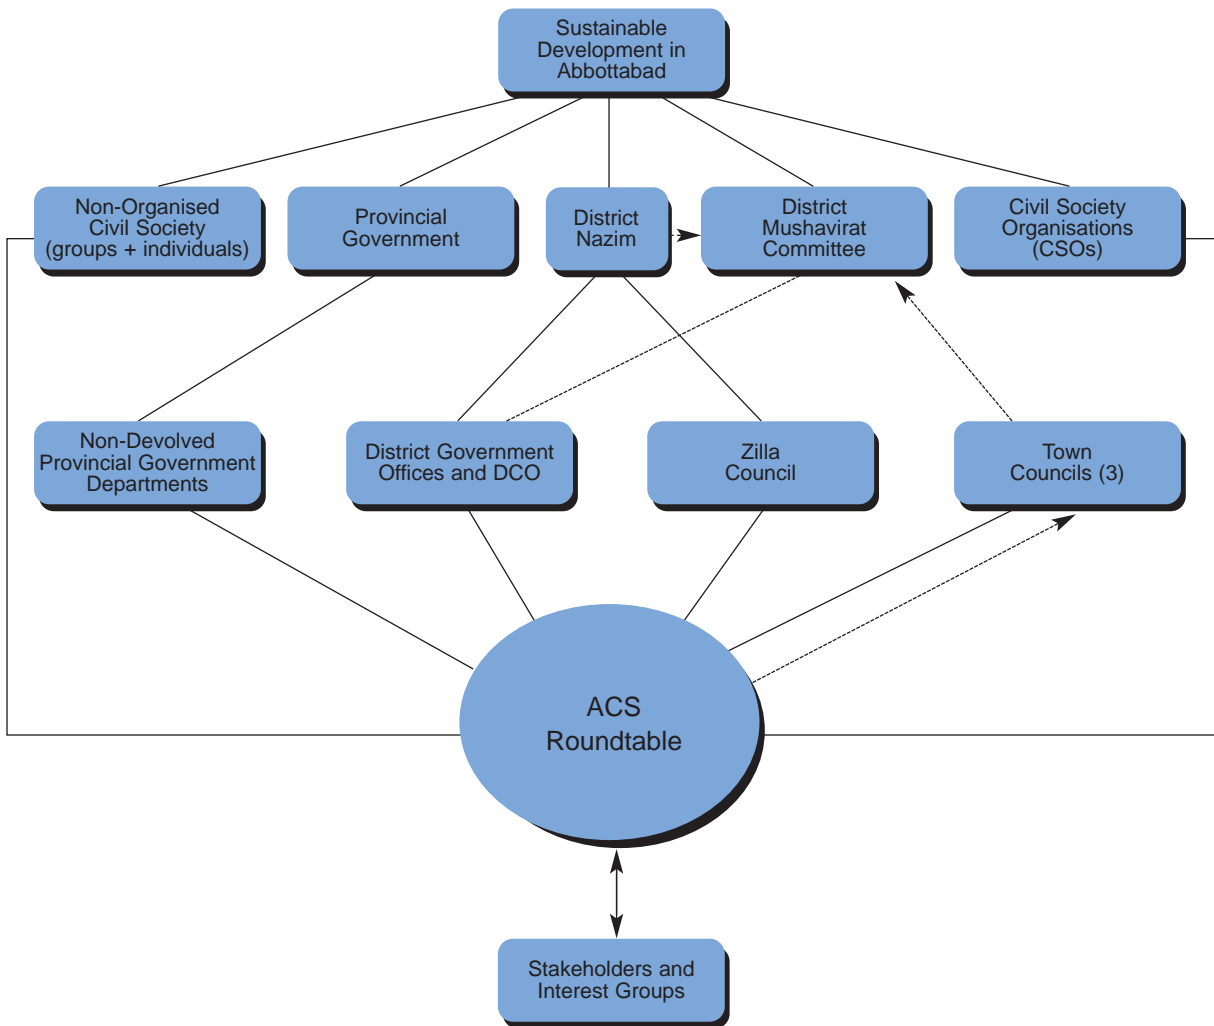 Sustainable
Development in
Abbottabad
Non-Organised
Civil Society
(groups + individuals)
Provincial
Government
District
Nazim
District
Mushavirat
Committee
Civil Society
Organisations
(CSOs)
Non-Devolved
Provincial Government
Departments
District Government
Offices and DCO
Zilla
Council
Town
Councils (3)
ACS
Roundtable
Stakeholders and
Interest Groups